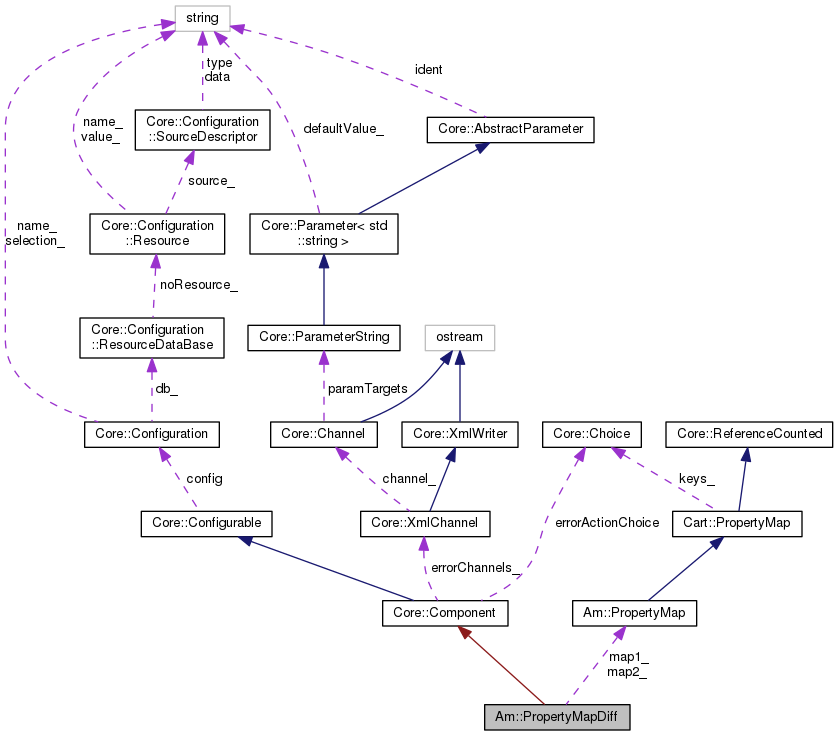 string
type
data
ident
Core::Configuration
::SourceDescriptor
Core::AbstractParameter
name_
value_
defaultValue_
source_
name_
selection_
Core::Configuration
::Resource
Core::Parameter< std
::string >
noResource_
Core::Configuration
::ResourceDataBase
Core::ParameterString
ostream
db_
paramTargets
Core::Configuration
Core::Channel
Core::XmlWriter
Core::Choice
Core::ReferenceCounted
config
channel_
keys_
Core::Configurable
Core::XmlChannel
errorActionChoice
Cart::PropertyMap
errorChannels_
Core::Component
Am::PropertyMap
map1_
map2_
Am::PropertyMapDiff